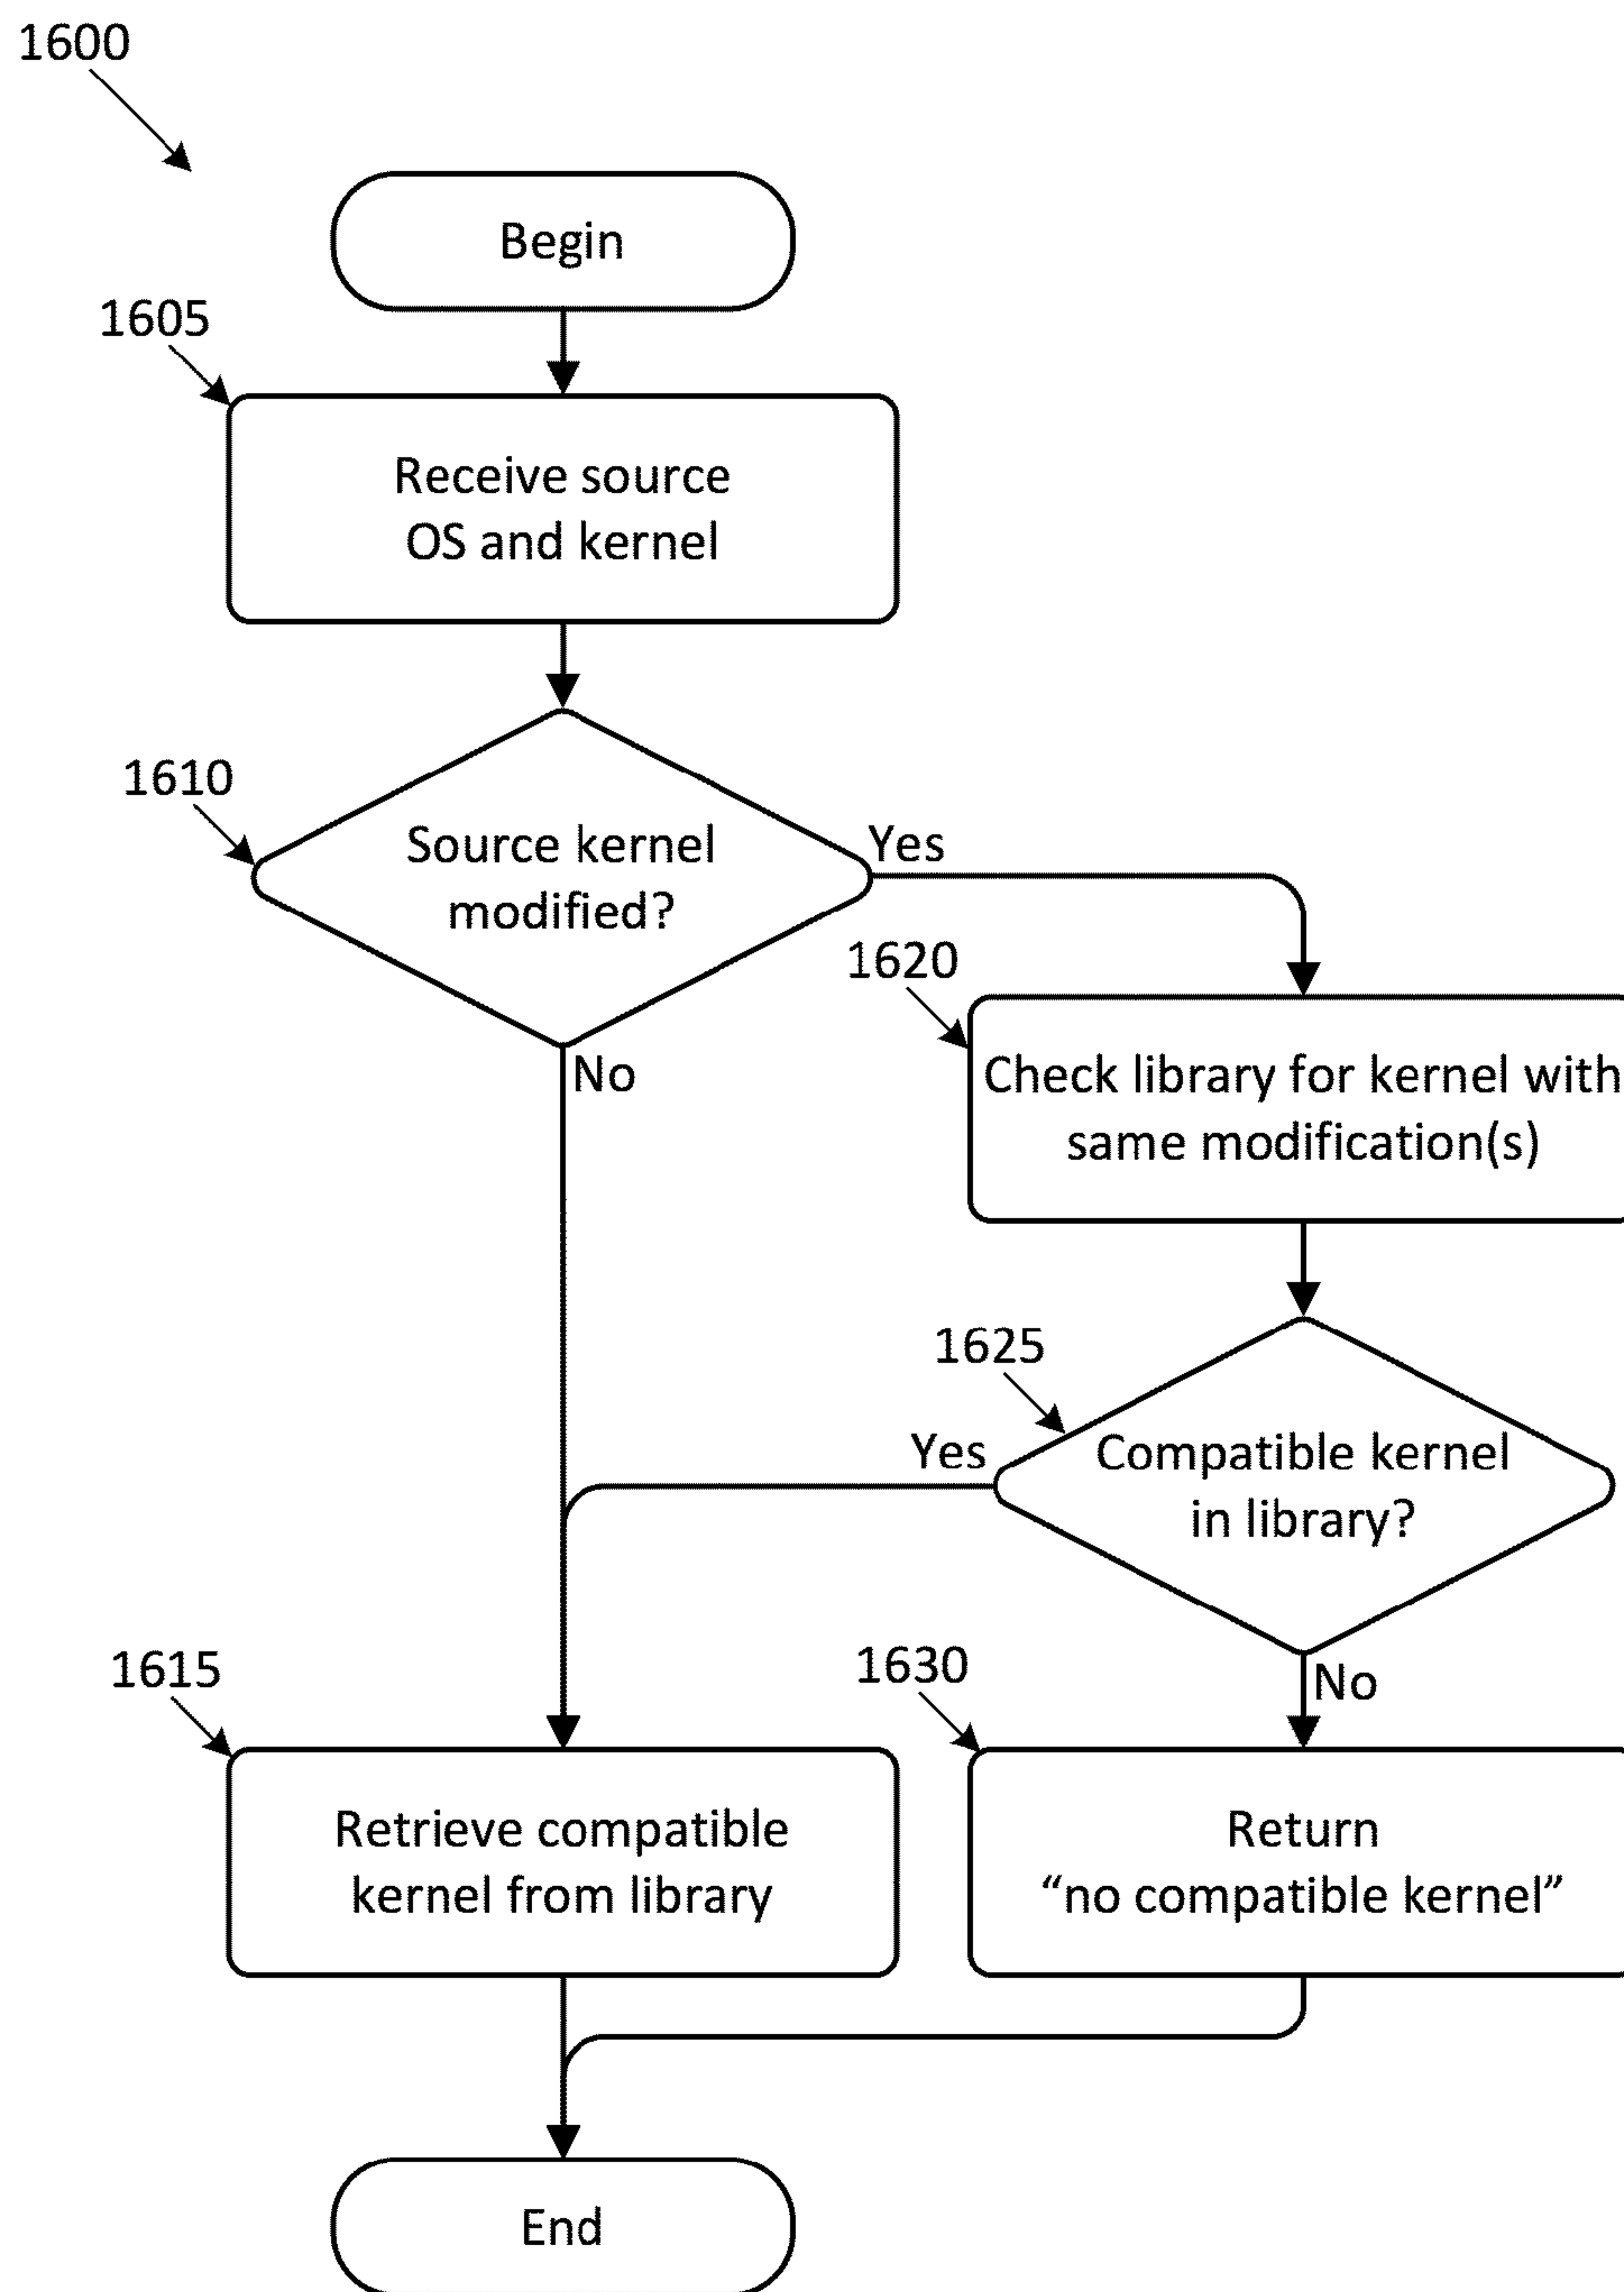 1600
Begin
1605
Receive source
OS and kernel
1610
Source kernel
modified?
Yes
No
1620
Check library for kernel with
same modification(s)
1625
Compatible kernel
in library?
Yes
No
1615
Retrieve compatible
kernel from library
1630
Return
“no compatible kernel”
End